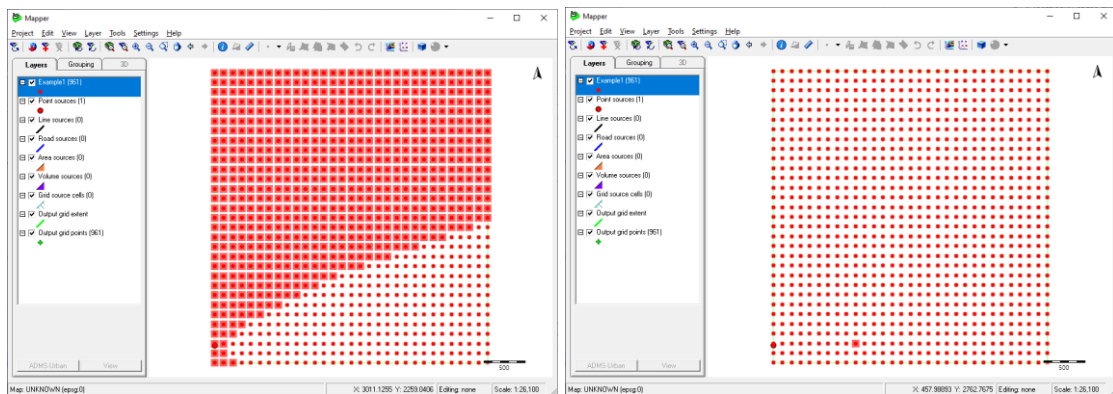 Mapper
Project Edit View Layer Tools Settings Help
Layers Grouping 3D
Example1 (961)
Point sources (1)
Line sources (0)
Road sources (0)
Area sources (0)
Volume sources (0)
Grid source cells (0)
Output grid extent
Output grid points (961)
ADMS-Urban View
500
Map: UNKNOWN (epsg:0) X: 3011.1255 Y: 2259.0406 Editing: none Scale: 1:26,100
Mapper
Project Edit View Layer Tools Settings Help
Layers Grouping 3D
Example1 (961)
Point sources (1)
Line sources (0)
Road sources (0)
Area sources (0)
Volume sources (0)
Grid source cells (0)
Output grid extent
Output grid points (961)
ADMS-Urban View
500
Map: UNKNOWN (epsg:0) X: 457.98893 Y: 2762.7675 Editing: none Scale: 1:26,100